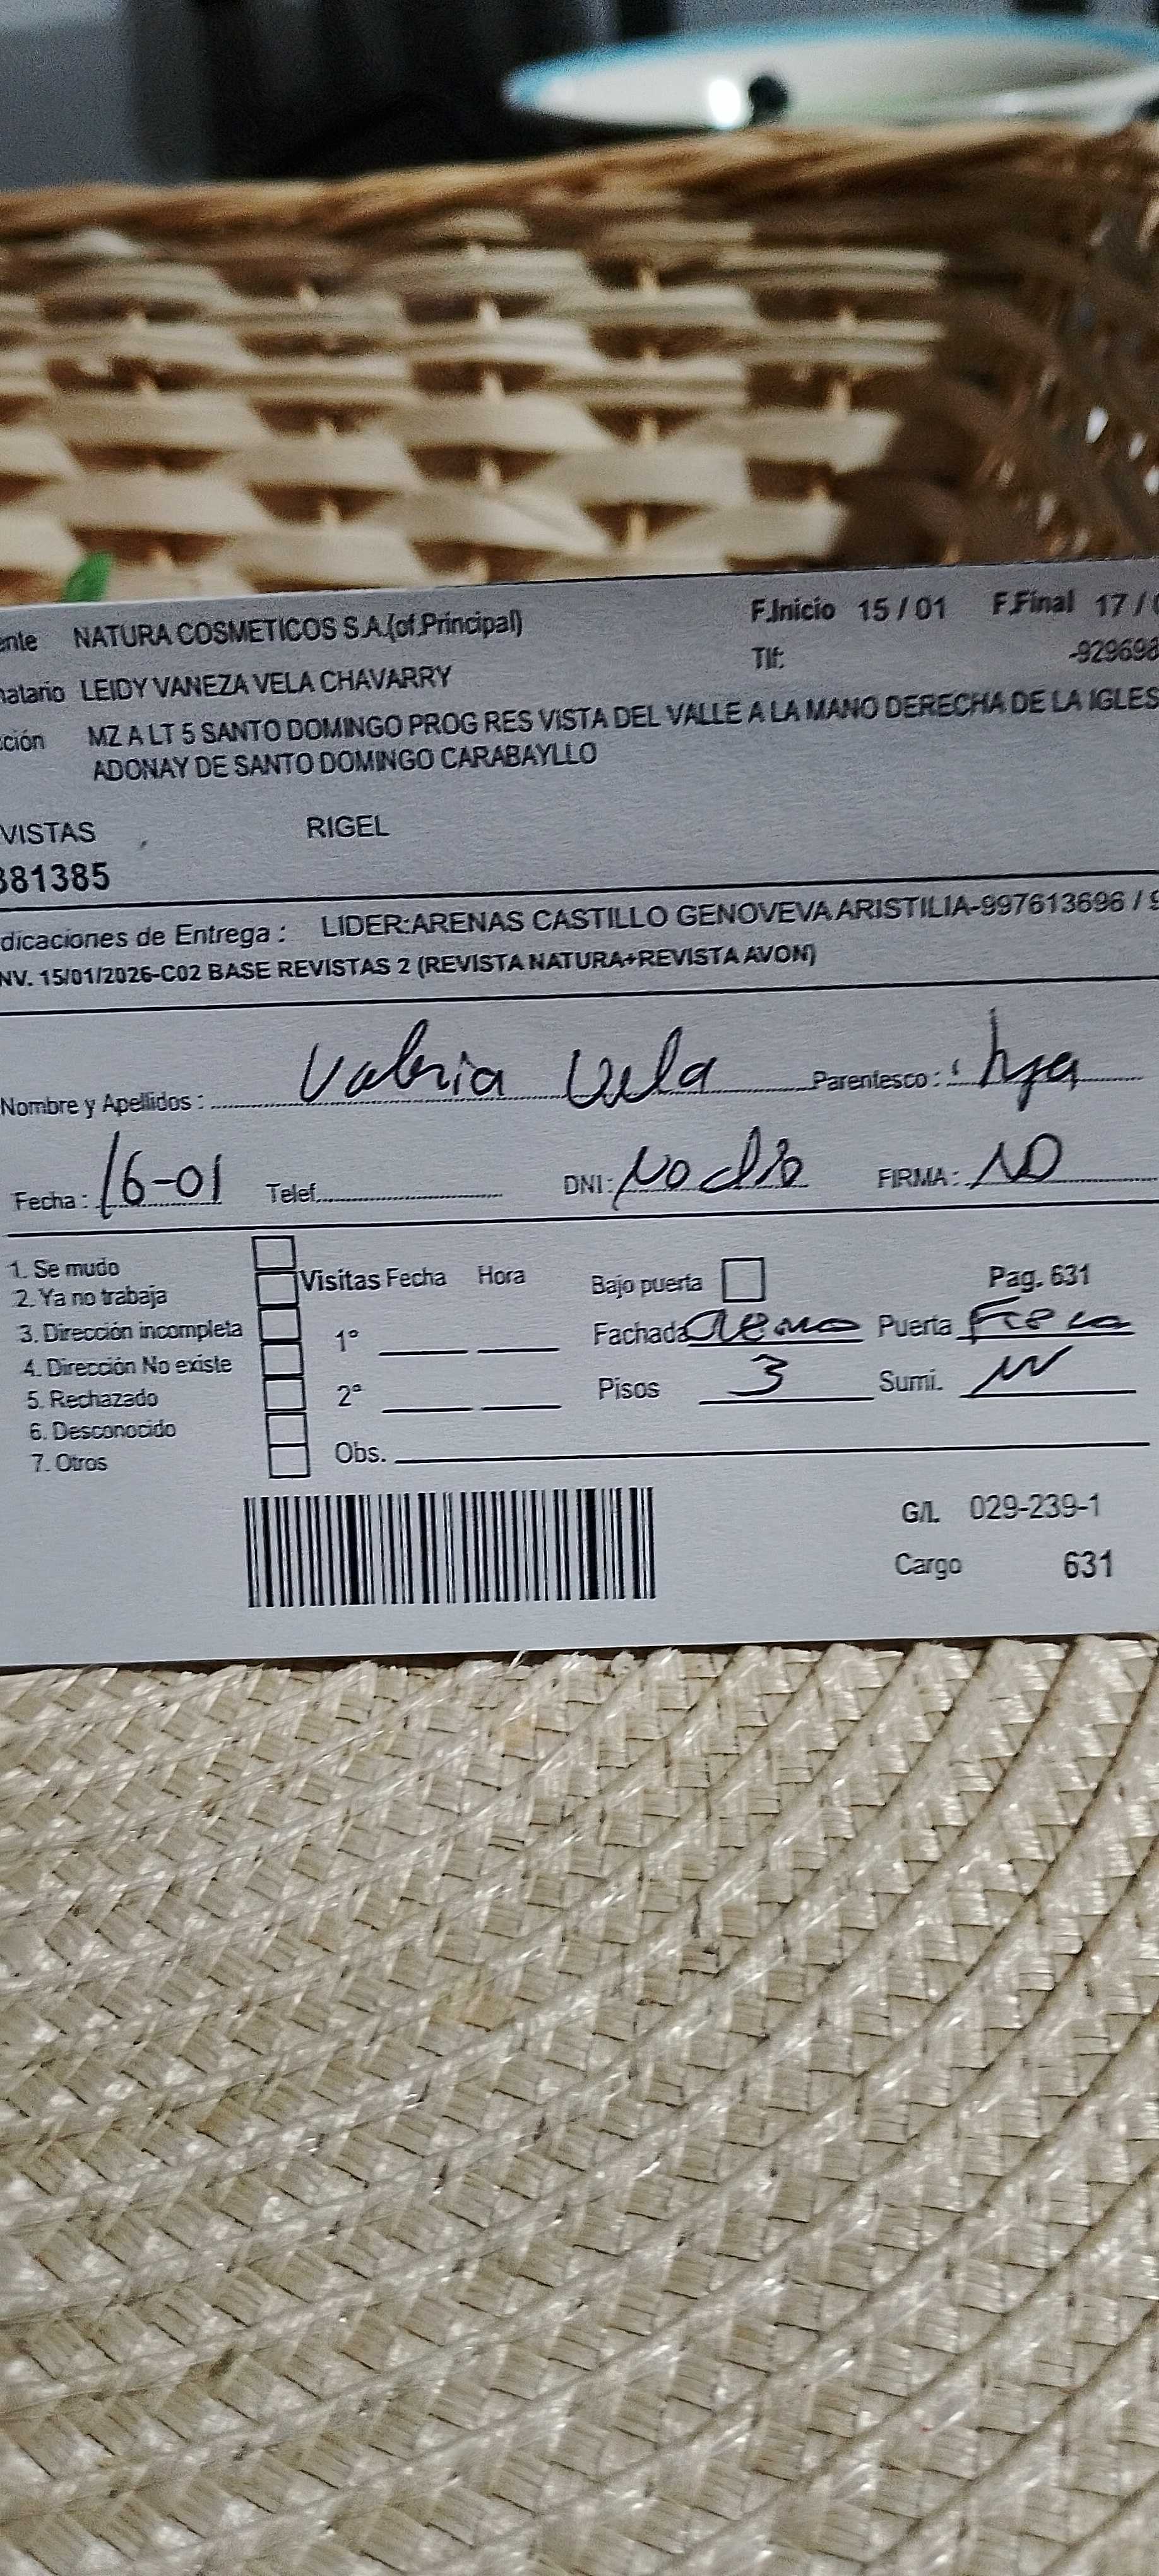 ente NATURA COSMETICOS S.A.(of.Principal) F.Inicio 15 / 01 F.Final 17 / 0
natario LEIDY VANEZA VELA CHAVARRY Tlf: -929698
cción MZ A LT 5 SANTO DOMINGO PROG RES VISTA DEL VALLE A LA MANO DERECHA DE LA IGLES
ADONAY DE SANTO DOMINGO CARABAYLLO
VISTAS RIGEL
381385
dicaciones de Entrega : LIDER:ARENAS CASTILLO GENOVEVA ARISTILIA-997613696 / 9
NV. 15/01/2026-C02 BASE REVISTAS 2 (REVISTA NATURA+REVISTA AVON)
Nombre y Apellidos : Valeria Vela Parentesco : hija
Fecha : 16-01 Telef. DNI: No dio FIRMA : ND
1. Se mudo
2. Ya no trabaja Visitas Fecha Hora Bajo puerta Pag. 631
3. Dirección incompleta 1° Fachada Puerta
4. Dirección No existe
5. Rechazado 2° Pisos 3 Sumi.
6. Desconocido
7. Otros Obs.
G/L 029-239-1
Cargo 631